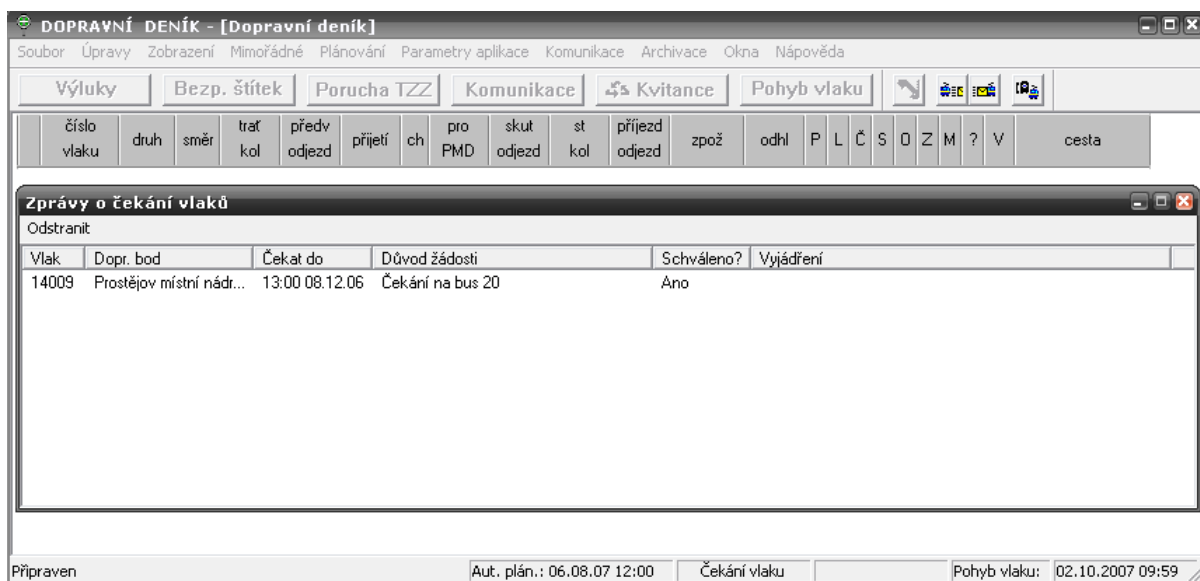 DOPRAVNÍ DENÍK - [Dopravní deník]
Soubor Úpravy Zobrazení Mimořádné Plánování Parametry aplikace Komunikace Archivace Okna Nápověda
Výluky Bezp. štítek Porucha TZZ Komunikace Kvitance Pohyb vlaku
číslo vlaku druh směr trať kol předv odjezd přijetí ch pro PMD skut odjezd st kol příjezd odjezd zpož odhl P L Č S O Z M ? V cesta
Zprávy o čekání vlaků
Odstranit
Vlak Dopr. bod Čekat do Důvod žádosti Schváleno? Vyjádření
14009 Prostějov místní nádr... 13:00 08.12.06 Čekání na bus 20 Ano
Připraven Aut. plán.: 06.08.07 12:00 Čekání vlaku Pohyb vlaku: 02.10.2007 09:59